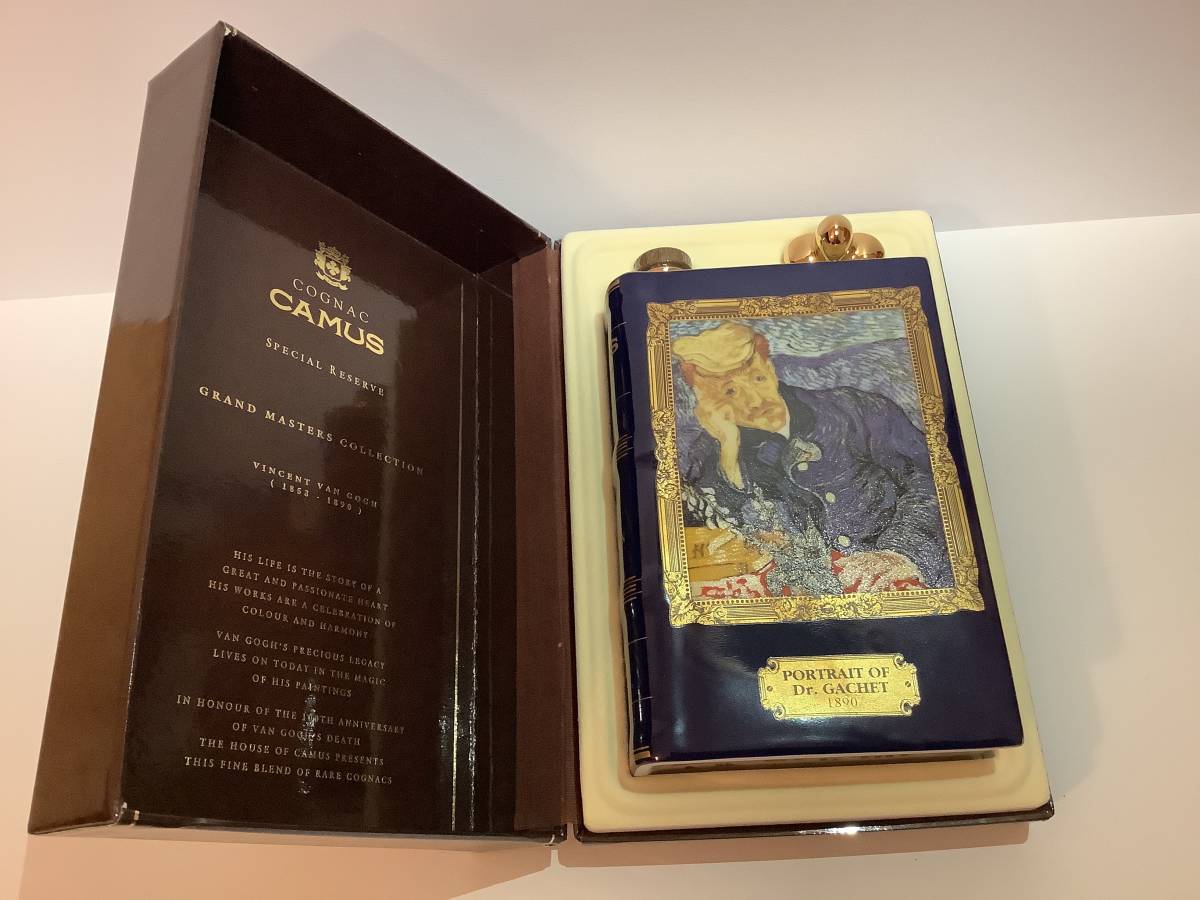 COGNAC
CAMUS
SPECIAL RESERVE
GRAND MASTERS COLLECTION
VINCENT VAN GOGH
( 1853 - 1890 )
HIS LIFE IS THE STORY OF A
GREAT AND PASSIONATE HEART
HIS WORKS ARE A CELEBRATION OF
COLOUR AND HARMONY
VAN GOGH'S PRECIOUS LEGACY
LIVES ON TODAY IN THE MAGIC
OF HIS PAINTINGS
IN HONOUR OF THE 100TH ANNIVERSARY
OF VAN GOGH'S DEATH
THE HOUSE OF CAMUS PRESENTS
THIS FINE BLEND OF RARE COGNACS
PORTRAIT OF
Dr. GACHET
1890